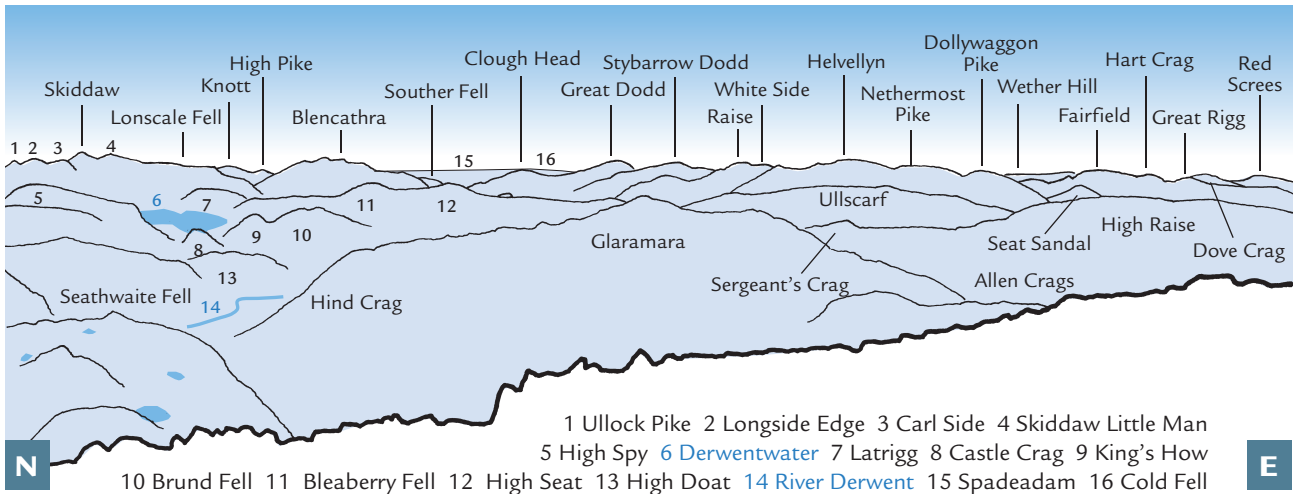 Dollywaggon
Pike
Clough Head
Stybarrow Dodd
Helvellyn
Hart Crag
Red
Screes
High Pike
Skiddaw
Knott
Souther Fell
Great Dodd
White Side
Nethermost
Pike
Wether Hill
Lonscale Fell
Blencathra
Raise
Fairfield
Great Rigg
1 2 3 4
15 16
5
6
7
11
12
Ullscarf
8
9
10
Glaramara
Seat Sandal
High Raise
Dove Crag
13
Sergeant's Crag
Allen Crags
Seathwaite Fell
14
Hind Crag
1 Ullock Pike 2 Longside Edge 3 Carl Side 4 Skiddaw Little Man
N
5 High Spy 6 Derwentwater 7 Latrigg 8 Castle Crag 9 King's How
E
10 Brund Fell 11 Bleaberry Fell 12 High Seat 13 High Doat 14 River Derwent 15 Spadeadam 16 Cold Fell